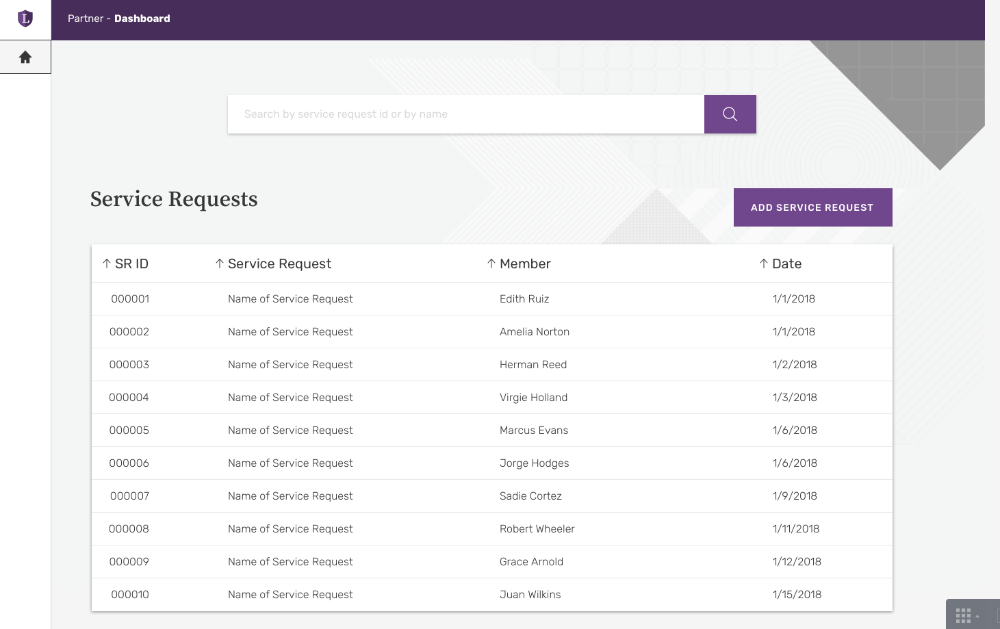 L
Partner - Dashboard
Search by service request id or by name
Service Requests
ADD SERVICE REQUEST
SR ID Service Request Member Date
000001 Name of Service Request Edith Ruiz 1/1/2018
000002 Name of Service Request Amelia Norton 1/1/2018
000003 Name of Service Request Herman Reed 1/2/2018
000004 Name of Service Request Virgie Holland 1/3/2018
000005 Name of Service Request Marcus Evans 1/6/2018
000006 Name of Service Request Jorge Hodges 1/6/2018
000007 Name of Service Request Sadie Cortez 1/9/2018
000008 Name of Service Request Robert Wheeler 1/11/2018
000009 Name of Service Request Grace Arnold 1/12/2018
000010 Name of Service Request Juan Wilkins 1/15/2018